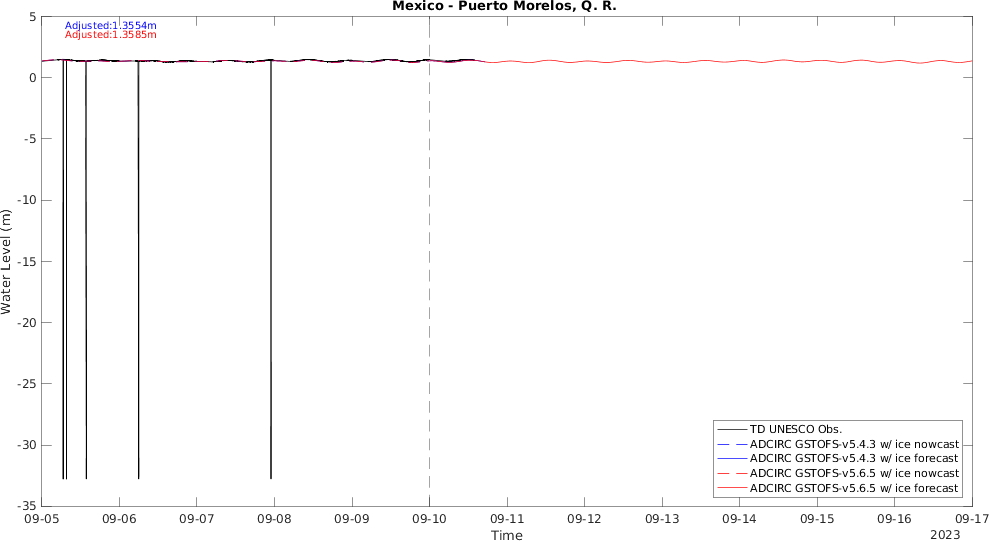 Mexico - Puerto Morelos, Q. R.
Adjusted:1.3554m
Adjusted:1.3585m
5
0
-5
-10
-15
-20
-25
-30
-35
Water Level (m)
TD UNESCO Obs.
ADCIRC GSTOFS-v5.4.3 w/ ice nowcast
ADCIRC GSTOFS-v5.4.3 w/ ice forecast
ADCIRC GSTOFS-v5.6.5 w/ ice nowcast
ADCIRC GSTOFS-v5.6.5 w/ ice forecast
09-05 09-06 09-07 09-08 09-09 09-10 09-11 09-12 09-13 09-14 09-15 09-16 09-17
Time
2023